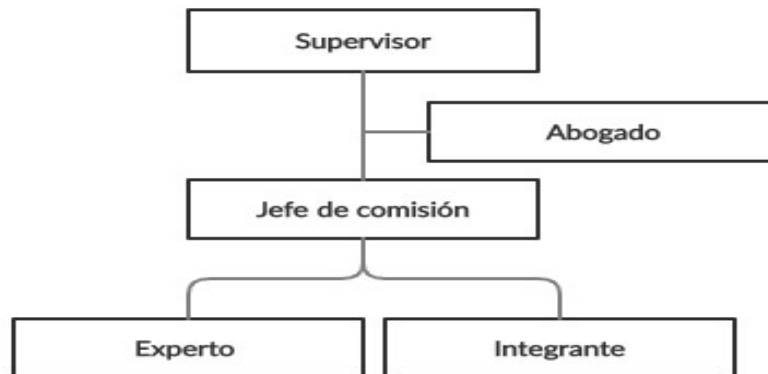 Supervisor
Abogado
Jefe de comisión
Experto
Integrante